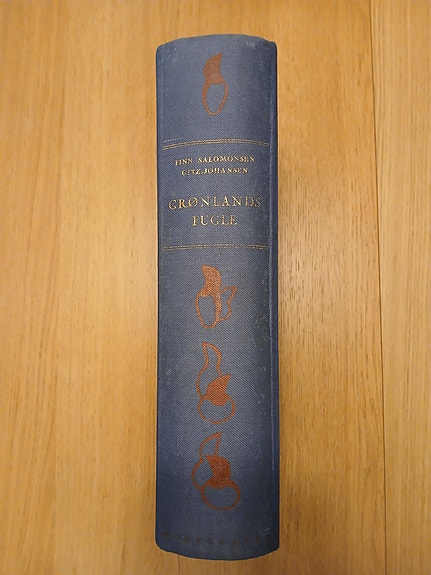 FINN SALOMONSEN
GITZ-JOHANSEN
GRØNLANDS
FUGLE